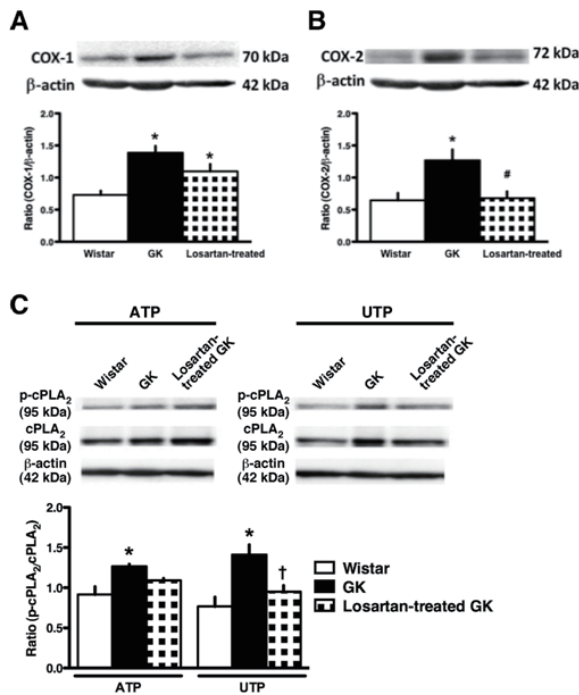 A
COX-1 70 kDa
β-actin 42 kDa
Ratio (COX-1/β-actin)
2.0
1.5
1.0
0.5
0.0
*
*
Wistar GK Losartan-treated
B
COX-2 72 kDa
β-actin 42 kDa
Ratio (COX-2/β-actin)
2.0
1.5
1.0
0.5
0.0
*
#
Wistar GK Losartan-treated
C
ATP UTP
Wistar GK Losartan-
treated GK
Wistar GK Losartan-
treated GK
p-cPLA₂
(95 kDa)
cPLA₂
(95 kDa)
β-actin
(42 kDa)
p-cPLA₂
(95 kDa)
cPLA₂
(95 kDa)
β-actin
(42 kDa)
Ratio (p-cPLA₂/cPLA₂)
2.0
1.5
1.0
0.5
0.0
*
*
†
Wistar
GK
Losartan-treated GK
ATP UTP